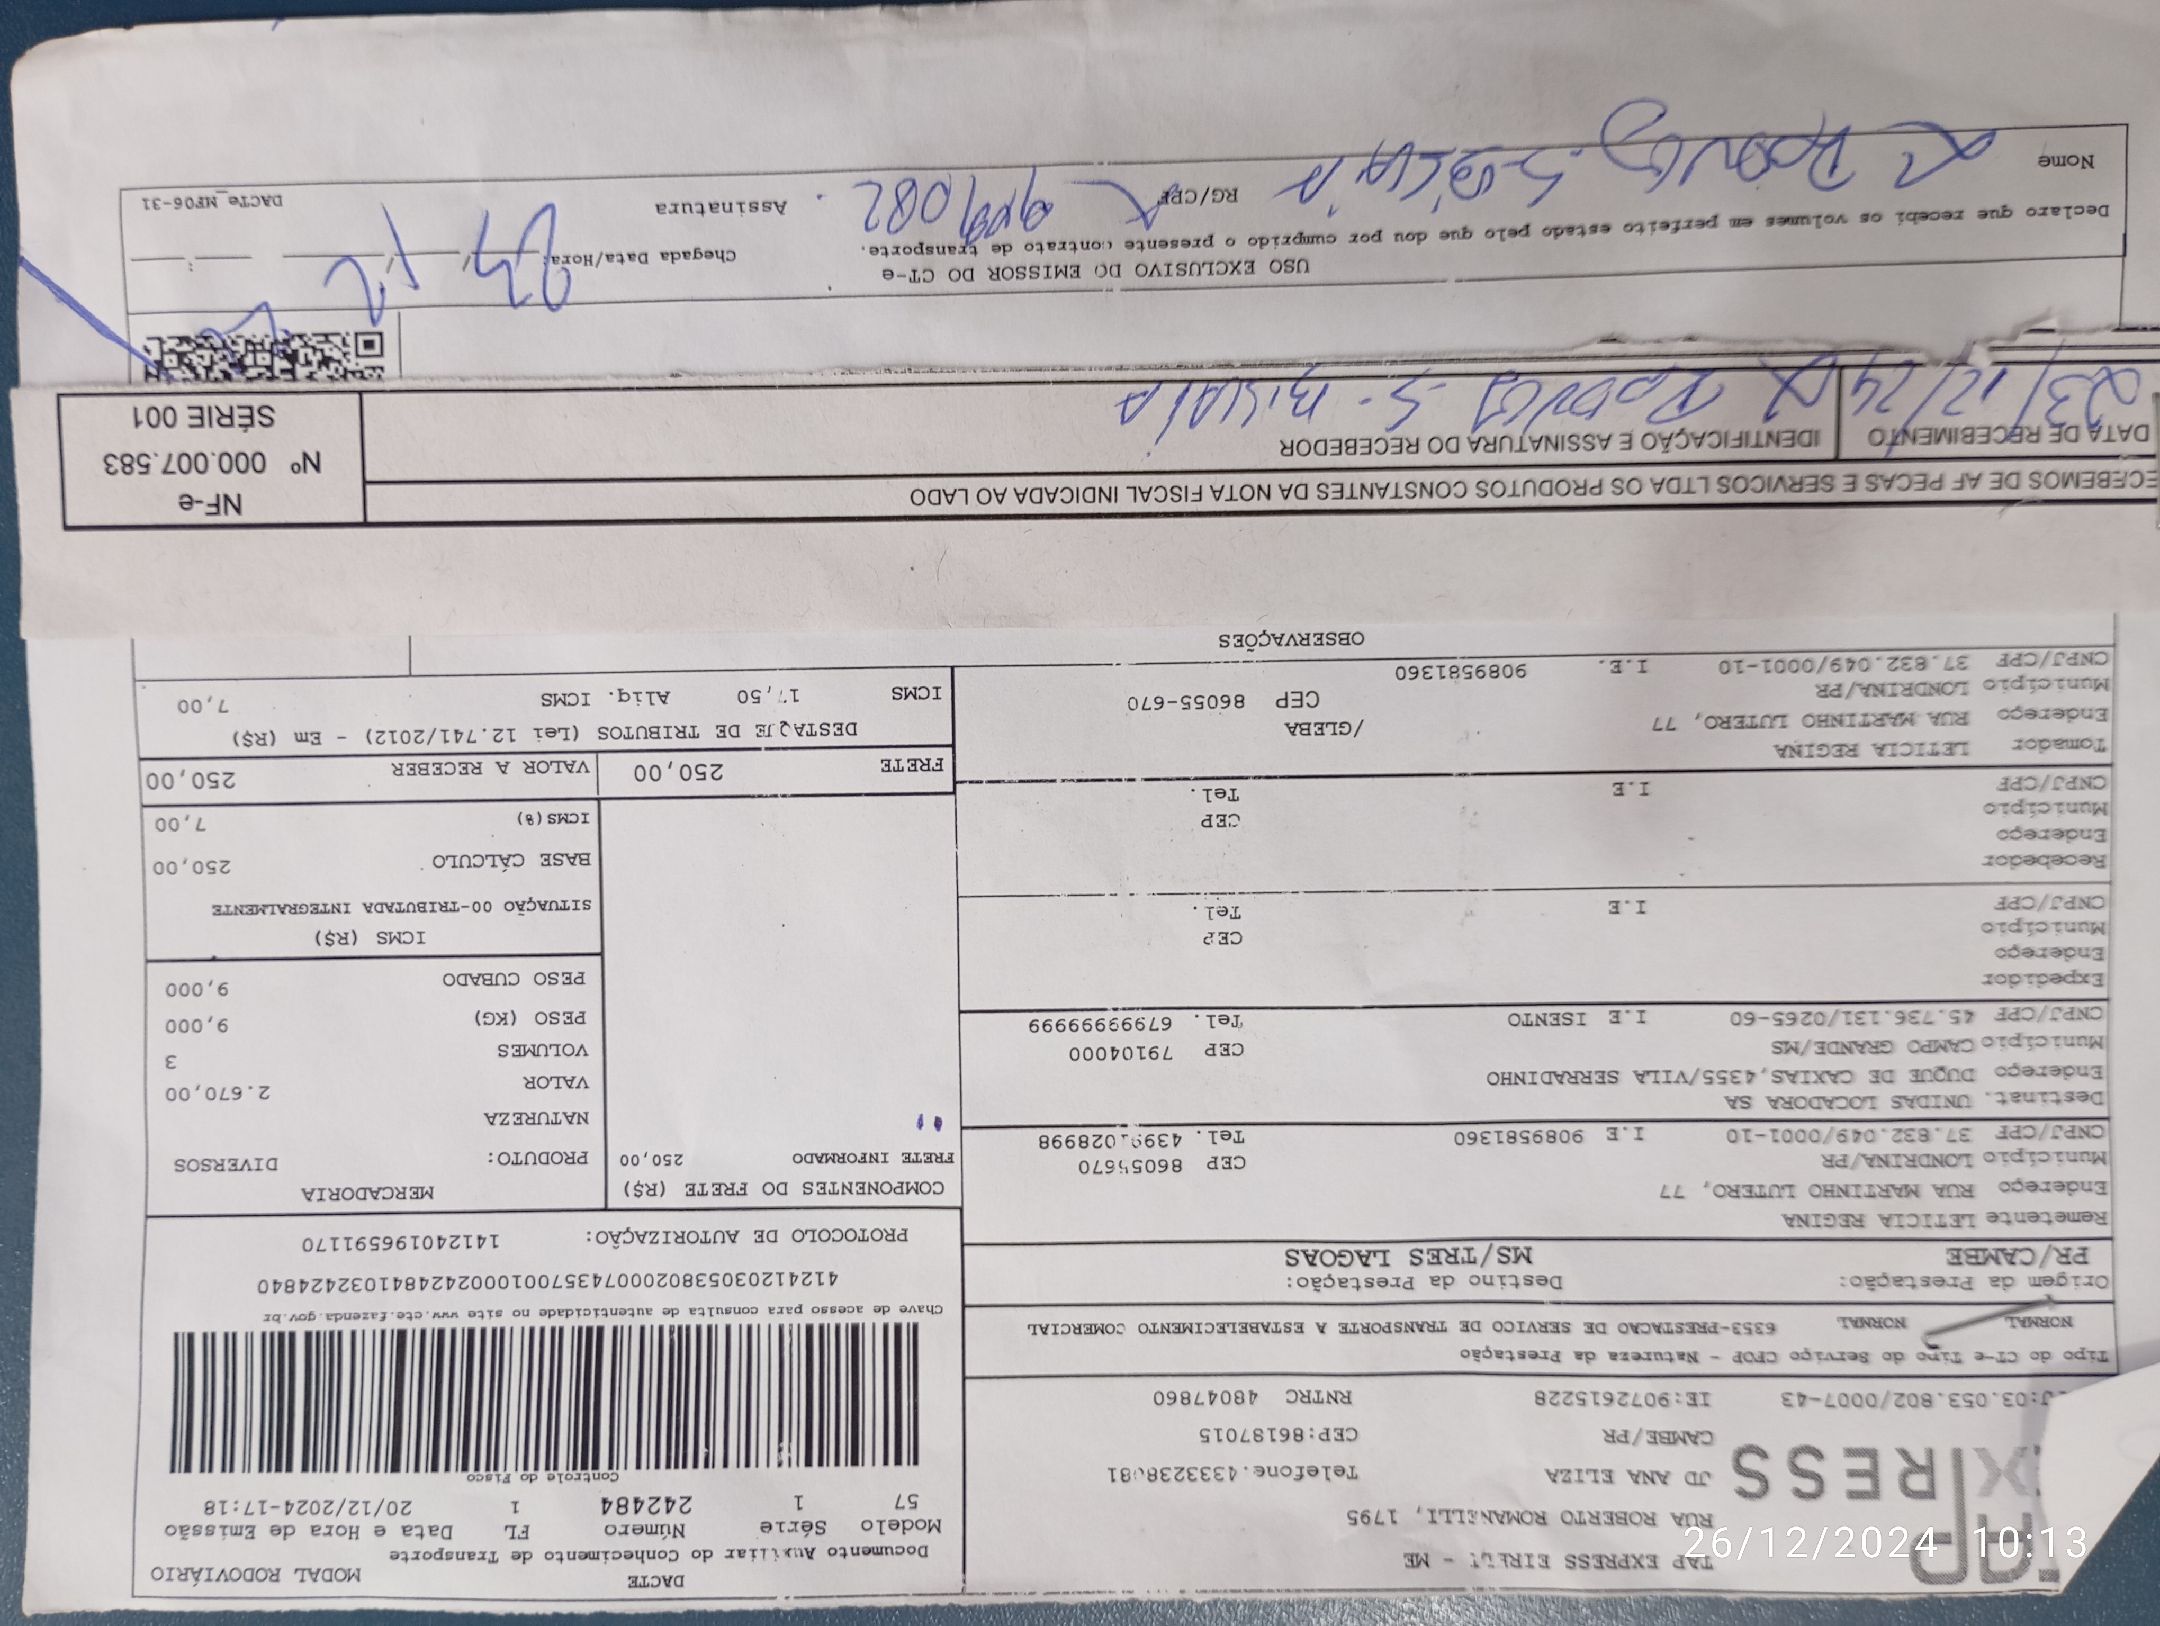 DACTE
MODAL RODOVIÁRIO
Documento Auxiliar do Conhecimento de Transporte
Modelo Série Número FL Data e Hora de Emissão
57 1 242484 1 20/12/2024-17:18
Controle do Fisco
Chave de acesso para consulta de autenticidade no site www.cte.fazenda.gov.br
41241203053802000743570010002424841032424840
PROTOCOLO DE AUTORIZAÇÃO: 141240196591170
TAP EXPRESS EIRELI - ME
RUA ROBERTO ROMANELLI, 1795
JD ANA ELIZA
CAMBE/PR CEP:86187015
:03.053.802/0007-43 IE:9072615228 RNTRC 48047860
Tipo do CT-e Tipo do Serviço CFOP - Natureza da Prestação
NORMAL NORMAL 6353-PRESTACAO DE SERVICO DE TRANSPORTE A ESTABELECIMENTO COMERCIAL
Origem da Prestação: Destino da Prestação:
PR/CAMBE MS/TRES LAGOAS
Remetente LETICIA REGINA
Endereço RUA MARTINHO LUTERO, 77
Município LONDRINA/PR CEP 86055670
CNPJ/CPF 37.832.049/0001-10 I.E 9089581360 Tel. 43991028998
Destinat. UNIDAS LOCADORA SA
Endereço DUQUE DE CAXIAS,4355/VILA SERRADINHO
Município CAMPO GRANDE/MS CEP 79104000
CNPJ/CPF 45.736.131/0265-60 I.E ISENTO Tel. 67999999999
Expedidor
Endereço
Município CEP
CNPJ/CPF I.E Tel.
Recebedor
Endereço
Município CEP
CNPJ/CPF I.E Tel.
Tomador LETICIA REGINA
Endereço RUA MARTINHO LUTERO, 77 /GLEBA
Município LONDRINA/PR CEP 86055-670
CNPJ/CPF 37.832.049/0001-10 I.E. 9089581360
COMPONENTES DO FRETE (R$)
FRETE INFORMADO 250,00
MERCADORIA
PRODUTO: DIVERSOS
NATUREZA
VALOR 2.670,00
VOLUMES 3
PESO (KG) 9,000
PESO CUBADO 9,000
ICMS (R$)
SITUAÇÃO 00-TRIBUTADA INTEGRALMENTE
BASE CÁLCULO 250,00
ICMS(%) 7,00
FRETE 250,00 VALOR A RECEBER 250,00
DESTAQUE DE TRIBUTOS (Lei 12.741/2012) - Em (R$)
ICMS 17,50 Aliq. ICMS 7,00
OBSERVAÇÕES
ECEBEMOS DE AF PECAS E SERVICOS LTDA OS PRODUTOS CONSTANTES DA NOTA FISCAL INDICADA AO LADO
DATA DE RECEBIMENTO IDENTIFICAÇÃO E ASSINATURA DO RECEBEDOR
23/12/24
NF-e
Nº 000.007.583
SÉRIE 001
USO EXCLUSIVO DO EMISSOR DO CT-e
Declaro que recebi os volumes em perfeito estado pelo que dou por cumprido o presente contrato de transporte.
Chegada Data/Hora:
Nome RG/CPF Assinatura
DACTe_MF06-31
26/12/2024 10:13